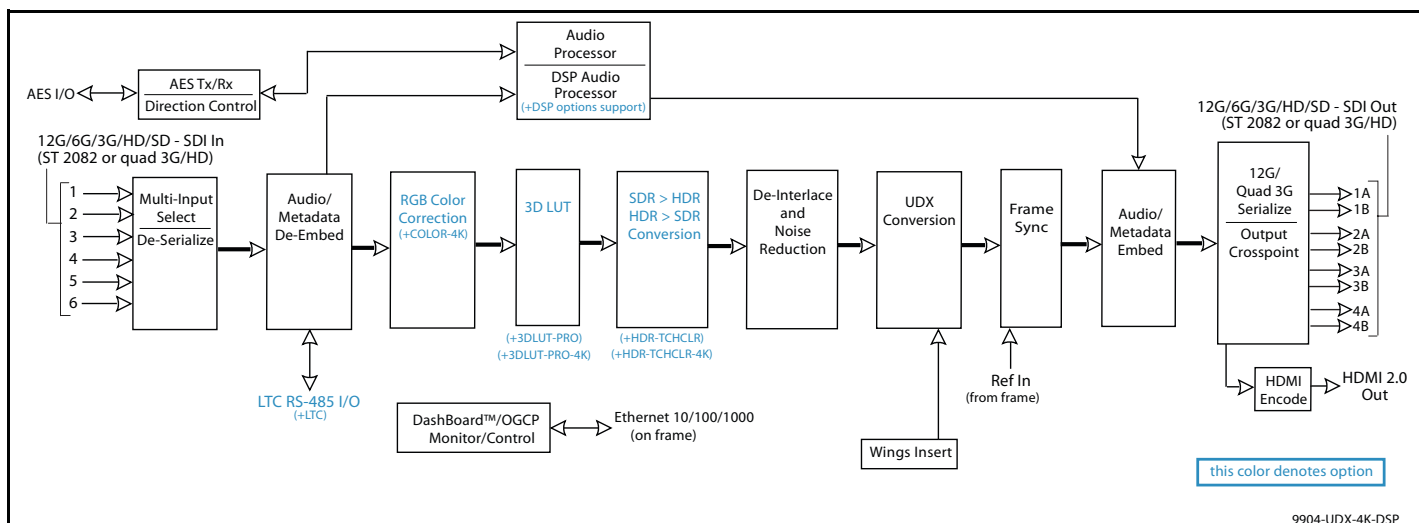 Audio
Processor
DSP Audio
Processor
(+DSP options support)
AES I/O
AES Tx/Rx
Direction Control
12G/6G/3G/HD/SD - SDI In
(ST 2082 or quad 3G/HD)
1
2
3
4
5
6
Multi-Input
Select
De-Serialize
Audio/
Metadata
De-Embed
LTC RS-485 I/O
(+LTC)
RGB Color
Correction
(+COLOR-4K)
3D LUT
(+3DLUT-PRO)
(+3DLUT-PRO-4K)
SDR > HDR
HDR > SDR
Conversion
(+HDR-TCHCLR)
(+HDR-TCHCLR-4K)
De-Interlace
and
Noise
Reduction
UDX
Conversion
Wings Insert
Frame
Sync
Ref In
(from frame)
Audio/
Metadata
Embed
12G/6G/3G/HD/SD - SDI Out
(ST 2082 or quad 3G/HD)
12G/
Quad 3G
Serialize
Output
Crosspoint
1A
1B
2A
2B
3A
3B
4A
4B
HDMI
Encode
HDMI 2.0
Out
DashBoard™/OGCP
Monitor/Control
Ethernet 10/100/1000
(on frame)
this color denotes option
9904-UDX-4K-DSP